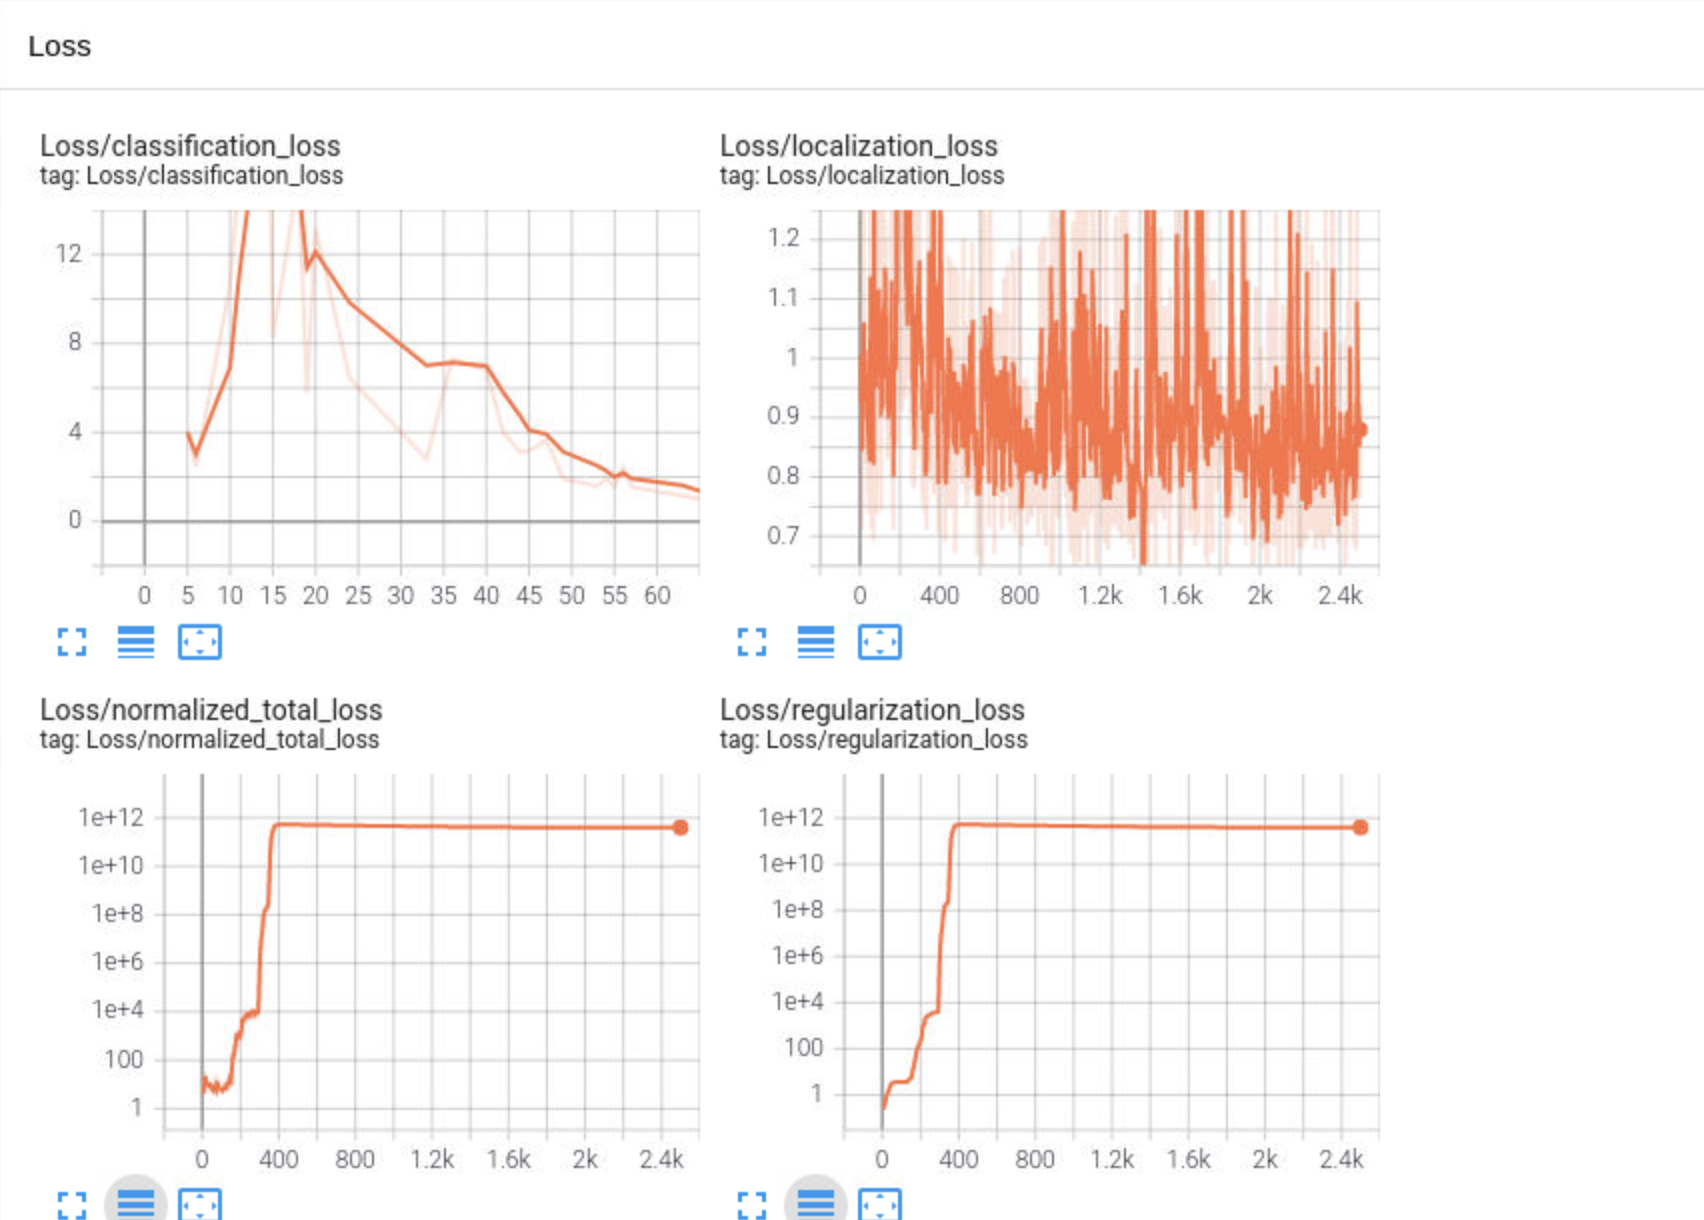 Loss
Loss/classification_loss
tag: Loss/classification_loss
12
8
4
0
0 5 10 15 20 25 30 35 40 45 50 55 60
Loss/localization_loss
tag: Loss/localization_loss
1.2
1.1
1
0.9
0.8
0.7
0 400 800 1.2k 1.6k 2k 2.4k
Loss/normalized_total_loss
tag: Loss/normalized_total_loss
1e+12
1e+10
1e+8
1e+6
1e+4
100
1
0 400 800 1.2k 1.6k 2k 2.4k
Loss/regularization_loss
tag: Loss/regularization_loss
1e+12
1e+10
1e+8
1e+6
1e+4
100
1
0 400 800 1.2k 1.6k 2k 2.4k